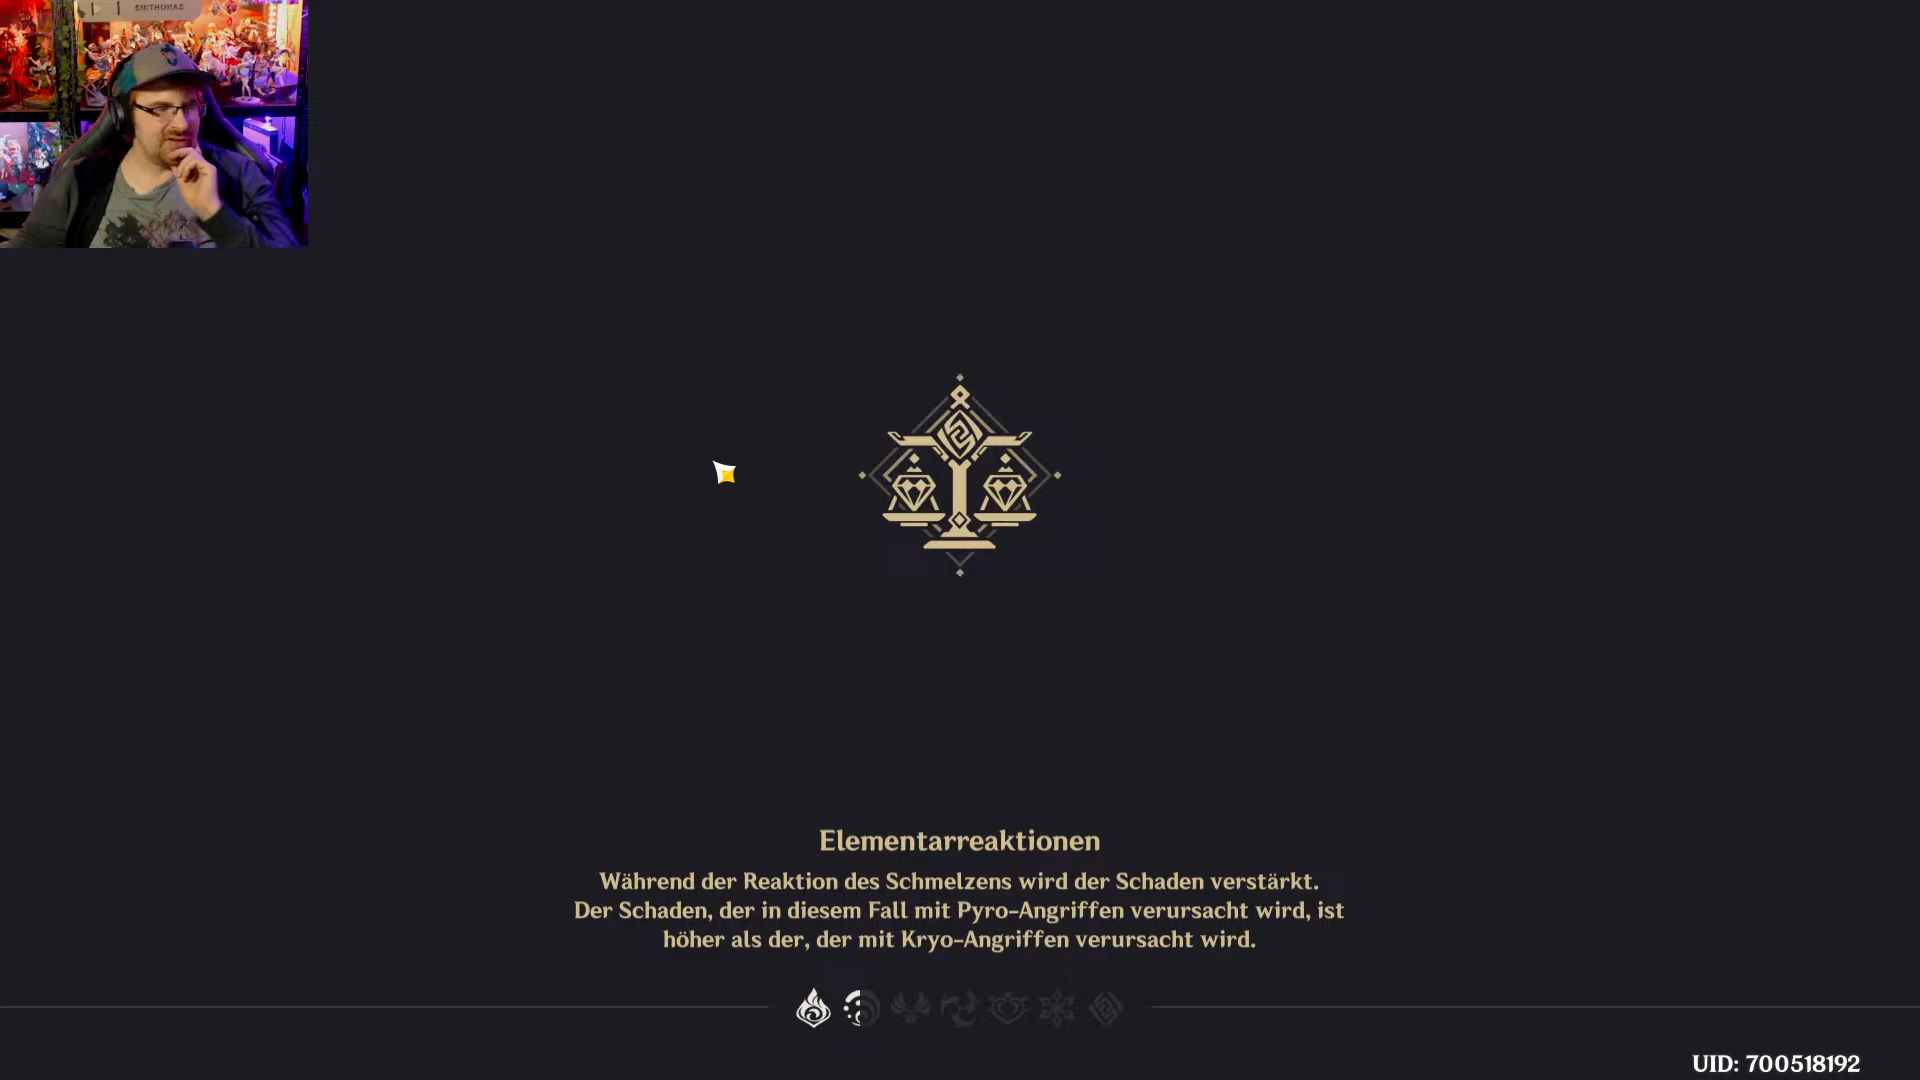 SINTHORAS
Elementarreaktionen
Während der Reaktion des Schmelzens wird der Schaden verstärkt.
Der Schaden, der in diesem Fall mit Pyro-Angriffen verursacht wird, ist
höher als der, der mit Kryo-Angriffen verursacht wird.
UID: 700518192